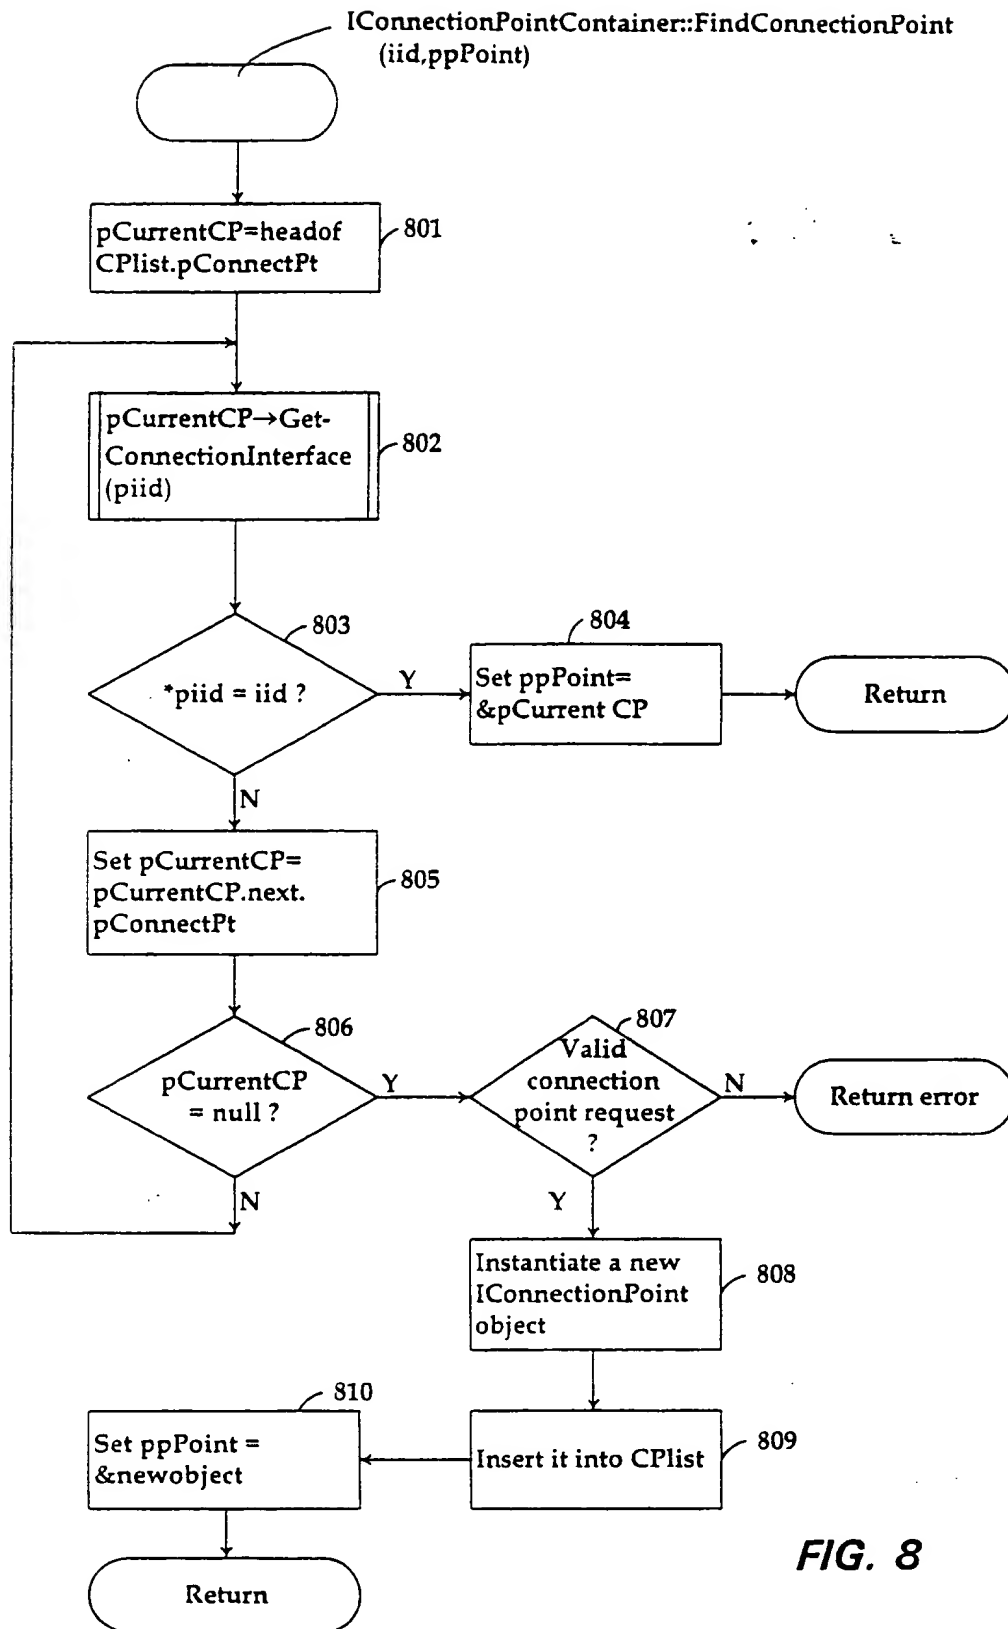 IConnectionPointContainer::FindConnectionPoint
(iid,ppPoint)
pCurrentCP=headof
CPlist.pConnectPt
801
pCurrentCP→Get-
ConnectionInterface
(piid)
802
803
*piid = iid ?
Y
N
804
Set ppPoint=
&pCurrent CP
Return
Set pCurrentCP=
pCurrentCP.next.
pConnectPt
805
806
pCurrentCP
= null ?
Y
N
807
Valid
connection
point request
?
N
Y
Return error
Instantiate a new
IConnectionPoint
object
808
Insert it into CPlist
809
810
Set ppPoint =
&newobject
Return
FIG. 8